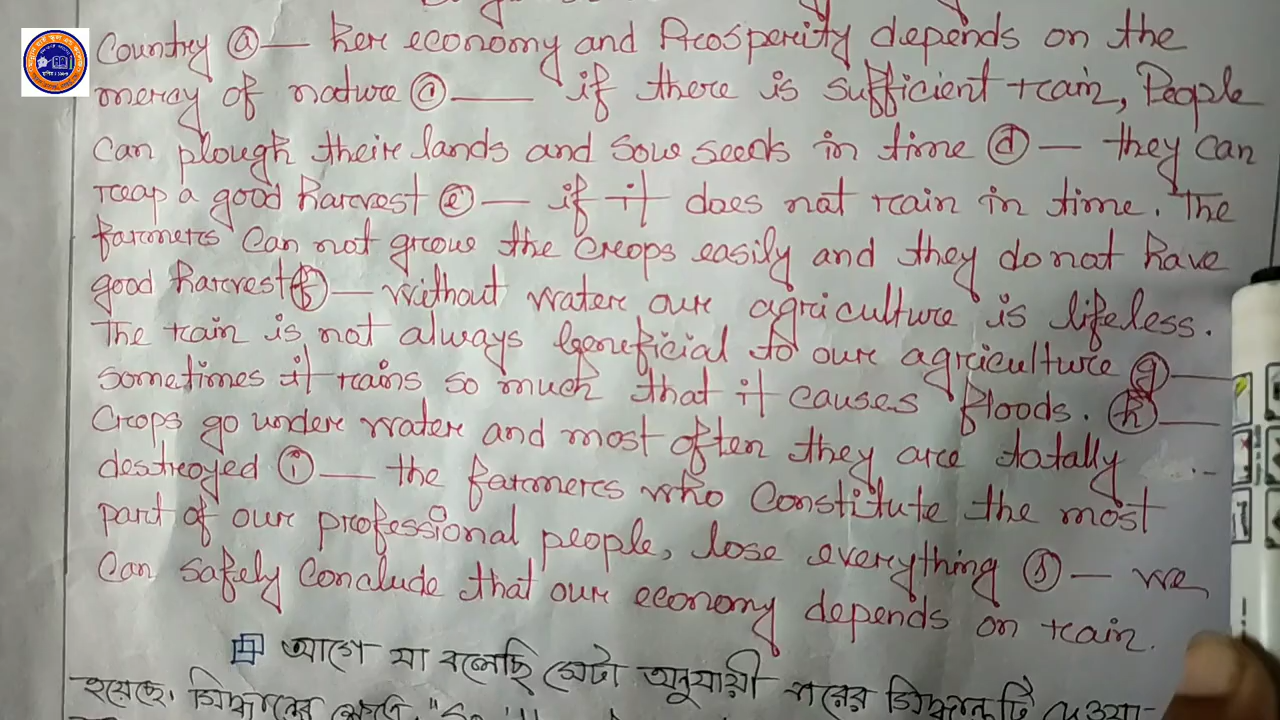 Country ⓐ — her economy and Prosperity depends on the
mercy of nature ⓒ — if there is sufficient rain, People
can plough their lands and sow seeds in time ⓓ — they can
reap a good harvest ⓔ — if it does not rain in time. The
farmers can not grow the crops easily and they do not have
good harvest ⓕ — without water our agriculture is lifeless.
The rain is not always beneficial to our agriculture ⓖ —
sometimes it rains so much that it causes floods. ⓗ —
Crops go under water and most often they are totally
destroyed ⓘ — the farmers who constitute the most
part of our professional people, lose everything ⓙ — we
can safely conclude that our economy depends on rain.
আগে যা বলেছি সেটা অনুযায়ী পরের সিদ্ধান্তটি
হয়েছে।